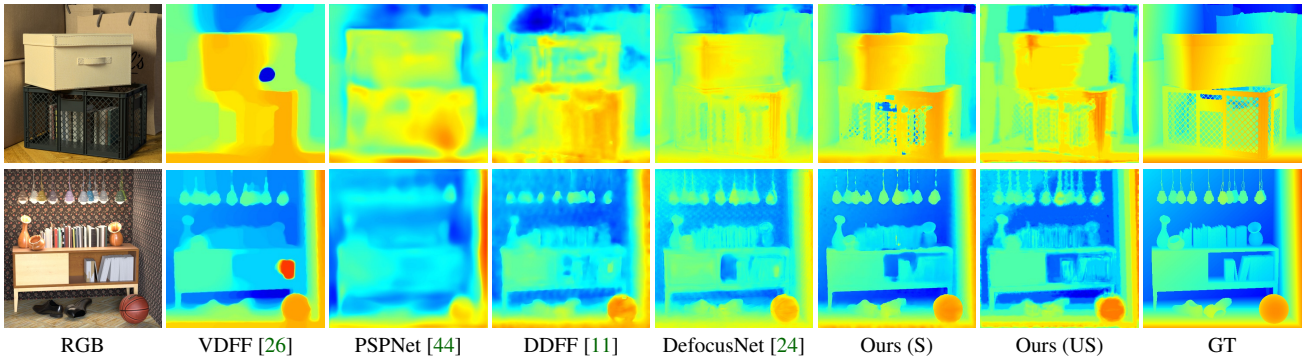 RGB
VDFF [26]
PSPNet [44]
DDFF [11]
DefocusNet [24]
Ours (S)
Ours (US)
GT